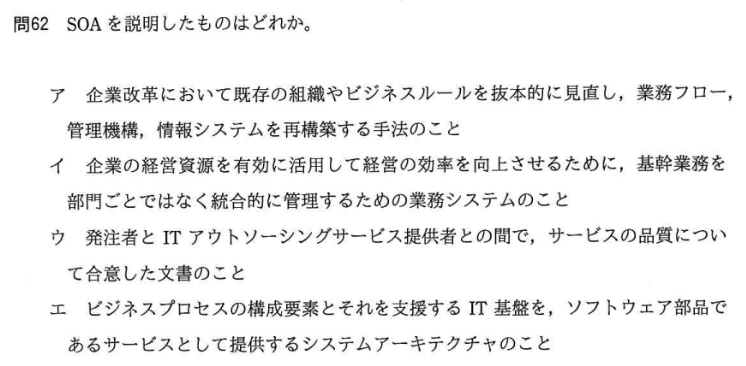 問62 SOA を説明したものはどれか。
ア 企業改革において既存の組織やビジネスルールを抜本的に見直し，業務フロー，
管理機構，情報システムを再構築する手法のこと
イ 企業の経営資源を有効に活用して経営の効率を向上させるために，基幹業務を
部門ごとではなく統合的に管理するための業務システムのこと
ウ 発注者と IT アウトソーシングサービス提供者との間で，サービスの品質につい
て合意した文書のこと
エ ビジネスプロセスの構成要素とそれを支援する IT 基盤を，ソフトウェア部品で
あるサービスとして提供するシステムアーキテクチャのこと